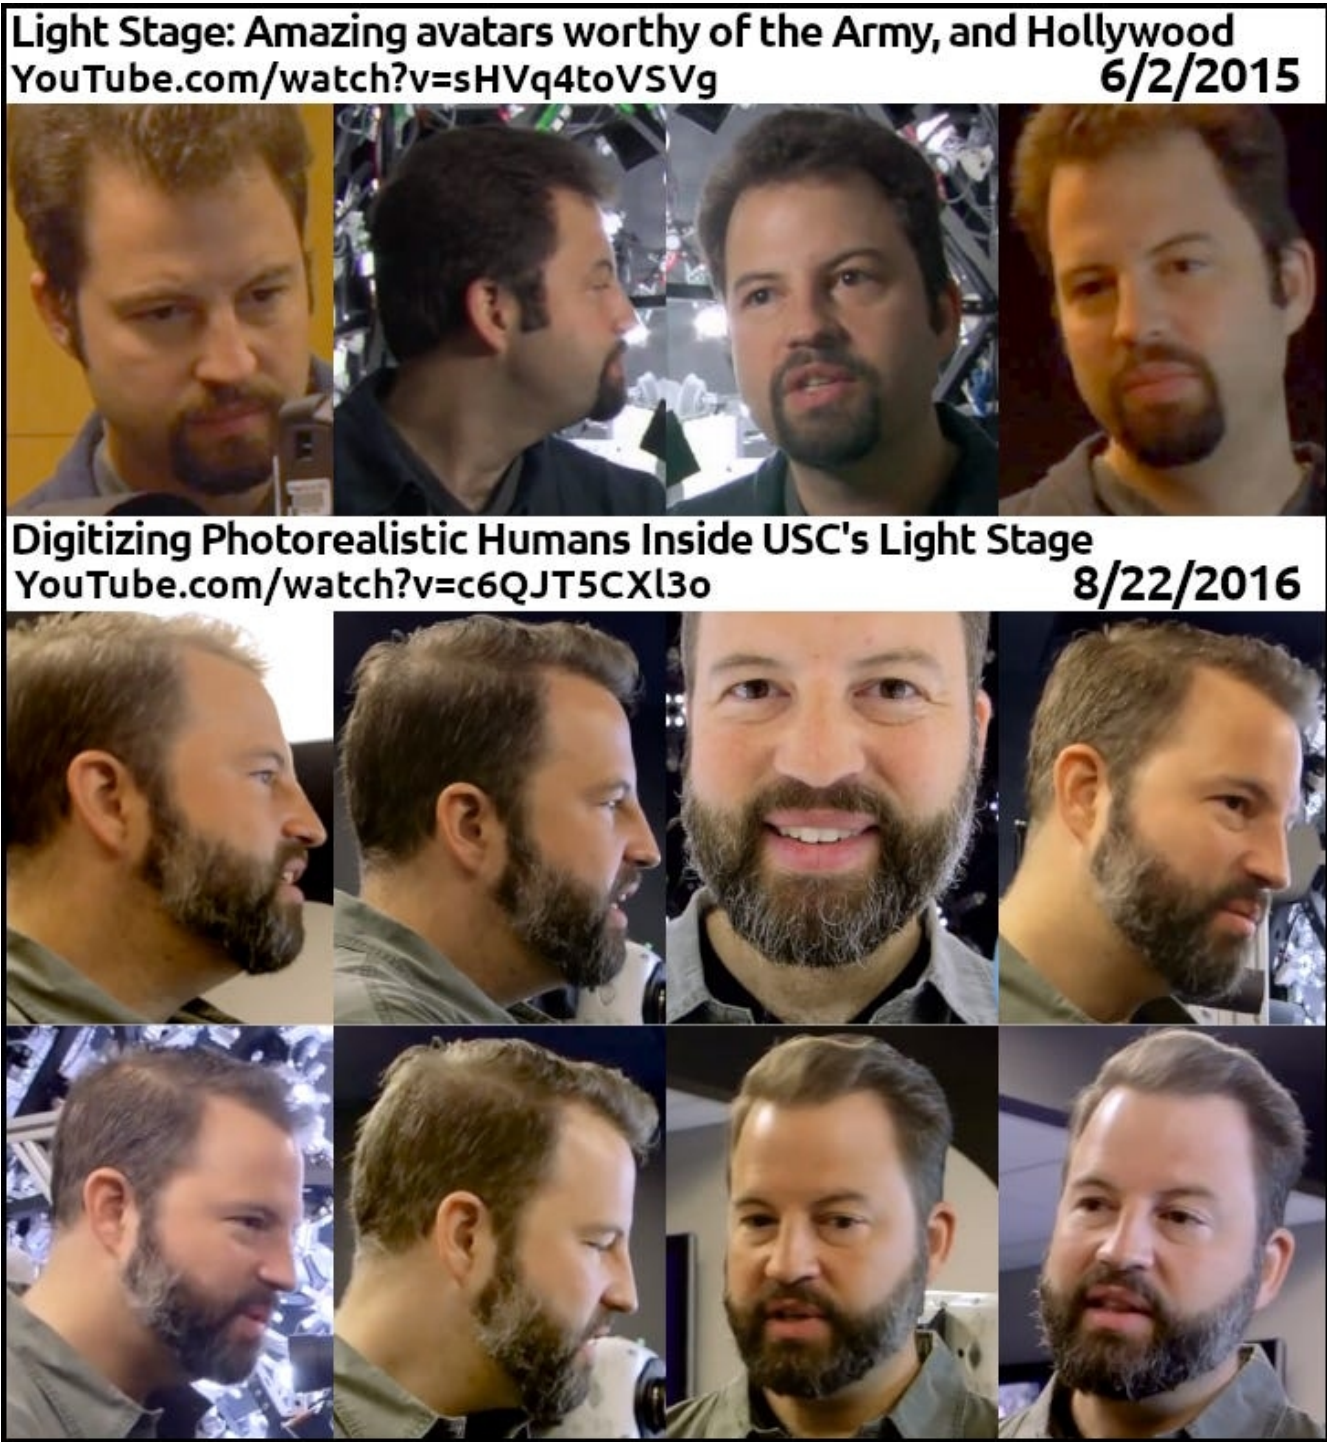 Light Stage: Amazing avatars worthy of the Army, and Hollywood
YouTube.com/watch?v=sHVq4toVSVg 6/2/2015
Digitizing Photorealistic Humans Inside USC's Light Stage
YouTube.com/watch?v=c6QJT5CXl3o 8/22/2016